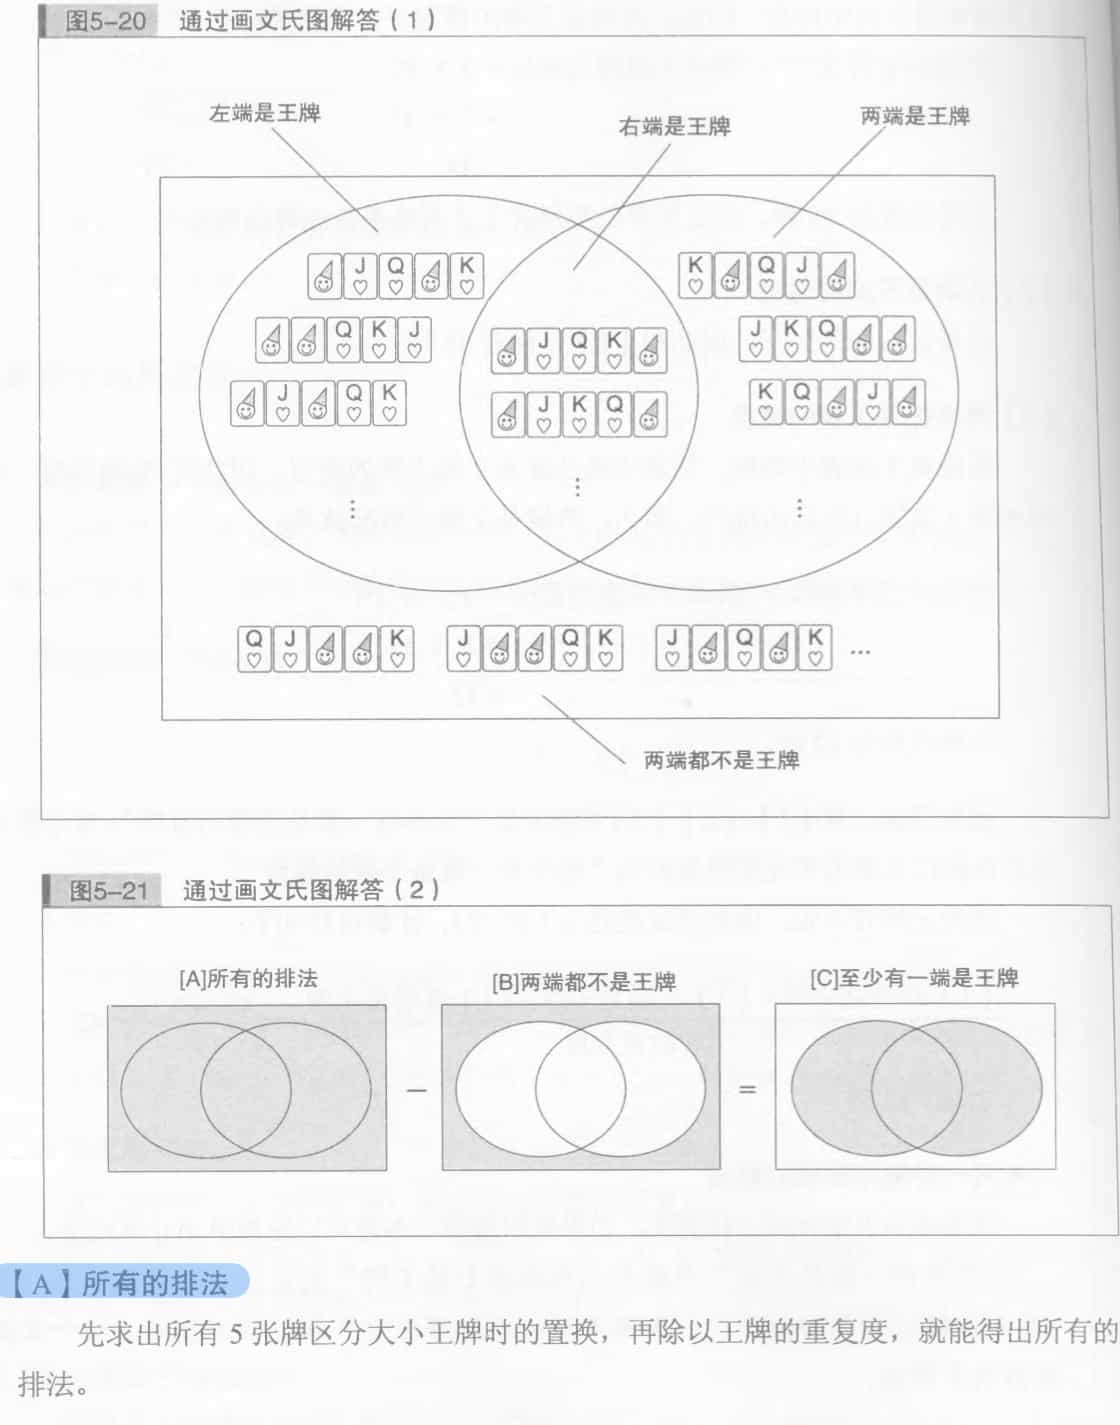 图5-20 通过画文氏图解答(1)
左端是王牌
右端是王牌
两端是王牌
J Q K
K Q J
Q K J
J Q K
J K Q
J Q K
J K Q
K Q J
⋮
⋮
⋮
Q J K
J Q K
J Q K ...
两端都不是王牌
图5-21 通过画文氏图解答(2)
[A]所有的排法
[B]两端都不是王牌
[C]至少有一端是王牌
− =
【A】所有的排法
先求出所有 5 张牌区分大小王牌时的置换，再除以王牌的重复度，就能得出所有的
排法。